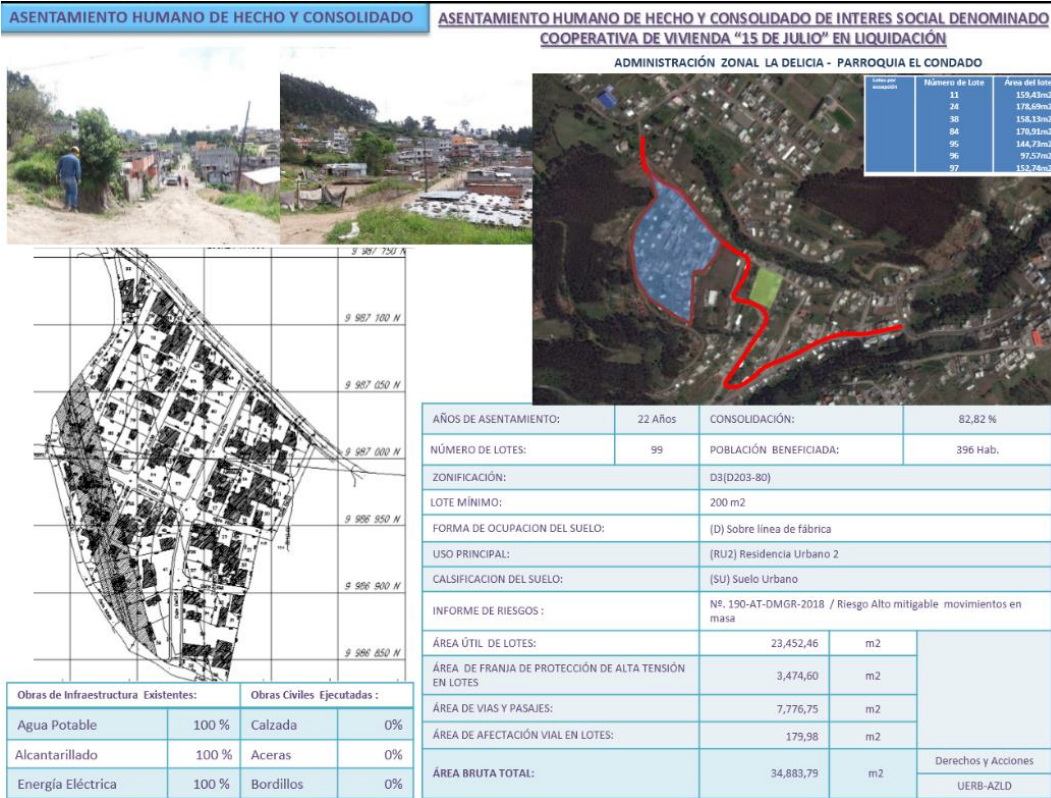 ASENTAMIENTO HUMANO DE HECHO Y CONSOLIDADO
ASENTAMIENTO HUMANO DE HECHO Y CONSOLIDADO DE INTERES SOCIAL DENOMINADO
COOPERATIVA DE VIVIENDA “15 DE JULIO” EN LIQUIDACIÓN
ADMINISTRACIÓN ZONAL LA DELICIA - PARROQUIA EL CONDADO
Lotes por excepción Número de Lote Área del lote
11 159,43m2
24 178,69m2
38 158,13m2
84 170,91m2
95 144,73m2
96 97,57m2
97 152,74m2
9 987 150 N
9 987 100 N
9 987 050 N
9 987 000 N
9 986 950 N
9 986 900 N
9 986 850 N
AÑOS DE ASENTAMIENTO: 22 Años CONSOLIDACIÓN: 82,82 %
NÚMERO DE LOTES: 99 POBLACIÓN BENEFICIADA: 396 Hab.
ZONIFICACIÓN: D3(D203-80)
LOTE MÍNIMO: 200 m2
FORMA DE OCUPACION DEL SUELO: (D) Sobre línea de fábrica
USO PRINCIPAL: (RU2) Residencia Urbano 2
CALSIFICACION DEL SUELO: (SU) Suelo Urbano
INFORME DE RIESGOS : Nº. 190-AT-DMGR-2018 / Riesgo Alto mitigable movimientos en
masa
ÁREA ÚTIL DE LOTES: 23,452,46 m2
ÁREA DE FRANJA DE PROTECCIÓN DE ALTA TENSIÓN
EN LOTES 3,474,60 m2
ÁREA DE VIAS Y PASAJES: 7,776,75 m2
ÁREA DE AFECTACIÓN VIAL EN LOTES: 179,98 m2
ÁREA BRUTA TOTAL: 34,883,79 m2
Derechos y Acciones
UERB-AZLD
Obras de Infraestructura Existentes: Obras Civiles Ejecutadas :
Agua Potable 100 % Calzada 0%
Alcantarillado 100 % Aceras 0%
Energía Eléctrica 100 % Bordillos 0%